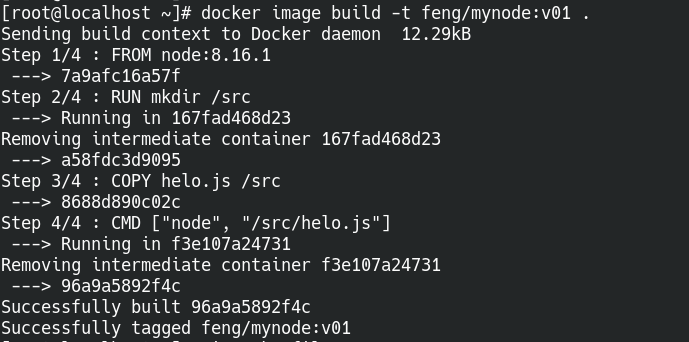 [root@localhost ~]# docker image build -t feng/mynode:v01 .
Sending build context to Docker daemon  12.29kB
Step 1/4 : FROM node:8.16.1
 ---> 7a9afc16a57f
Step 2/4 : RUN mkdir /src
 ---> Running in 167fad468d23
Removing intermediate container 167fad468d23
 ---> a58fdc3d9095
Step 3/4 : COPY helo.js /src
 ---> 8688d890c02c
Step 4/4 : CMD ["node", "/src/helo.js"]
 ---> Running in f3e107a24731
Removing intermediate container f3e107a24731
 ---> 96a9a5892f4c
Successfully built 96a9a5892f4c
Successfully tagged feng/mynode:v01